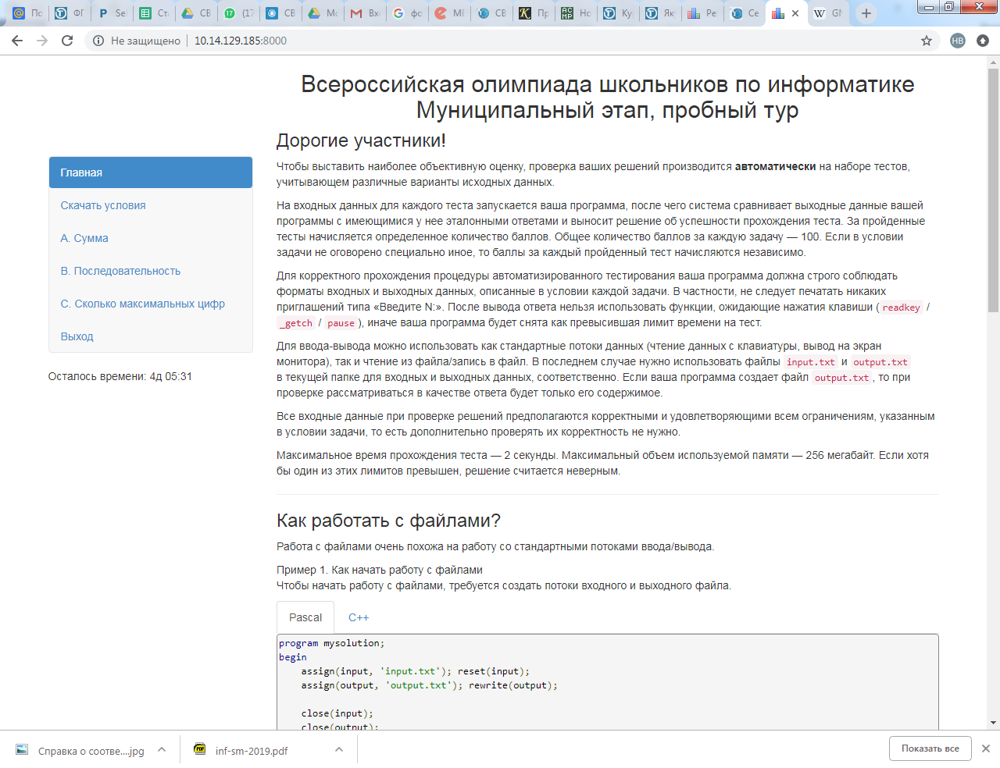 По
ФГ
Se
Ст
СВ
(17
СВ
Мо
Вх
фс
МЕ
СВ
Пр
Нс
Ку
Як
Ре
Се
GN
Не защищено
10.14.129.185:8000
НВ
Всероссийская олимпиада школьников по информатике
Муниципальный этап, пробный тур
Главная
Скачать условия
A. Сумма
B. Последовательность
C. Сколько максимальных цифр
Выход
Осталось времени: 4д 05:31
Дорогие участники!
Чтобы выставить наиболее объективную оценку, проверка ваших решений производится автоматически на наборе тестов,
учитывающем различные варианты исходных данных.
На входных данных для каждого теста запускается ваша программа, после чего система сравнивает выходные данные вашей
программы с имеющимися у нее эталонными ответами и выносит решение об успешности прохождения теста. За пройденные
тесты начисляется определенное количество баллов. Общее количество баллов за каждую задачу — 100. Если в условии
задачи не оговорено специально иное, то баллы за каждый пройденный тест начисляются независимо.
Для корректного прохождения процедуры автоматизированного тестирования ваша программа должна строго соблюдать
форматы входных и выходных данных, описанные в условии каждой задачи. В частности, не следует печатать никаких
приглашений типа «Введите N:». После вывода ответа нельзя использовать функции, ожидающие нажатия клавиши ( readkey /
_getch / pause ), иначе ваша программа будет снята как превысившая лимит времени на тест.
Для ввода-вывода можно использовать как стандартные потоки данных (чтение данных с клавиатуры, вывод на экран
монитора), так и чтение из файла/запись в файл. В последнем случае нужно использовать файлы input.txt и output.txt
в текущей папке для входных и выходных данных, соответственно. Если ваша программа создает файл output.txt , то при
проверке рассматриваться в качестве ответа будет только его содержимое.
Все входные данные при проверке решений предполагаются корректными и удовлетворяющими всем ограничениям, указанным
в условии задачи, то есть дополнительно проверять их корректность не нужно.
Максимальное время прохождения теста — 2 секунды. Максимальный объем используемой памяти — 256 мегабайт. Если хотя
бы один из этих лимитов превышен, решение считается неверным.
Как работать с файлами?
Работа с файлами очень похожа на работу со стандартными потоками ввода/вывода.
Пример 1. Как начать работу с файлами
Чтобы начать работу с файлами, требуется создать потоки входного и выходного файла.
Pascal
C++
program mysolution;
begin
assign(input, 'input.txt'); reset(input);
assign(output, 'output.txt'); rewrite(output);
close(input);
close(output);
Справка о соотве....jpg
inf-sm-2019.pdf
Показать все